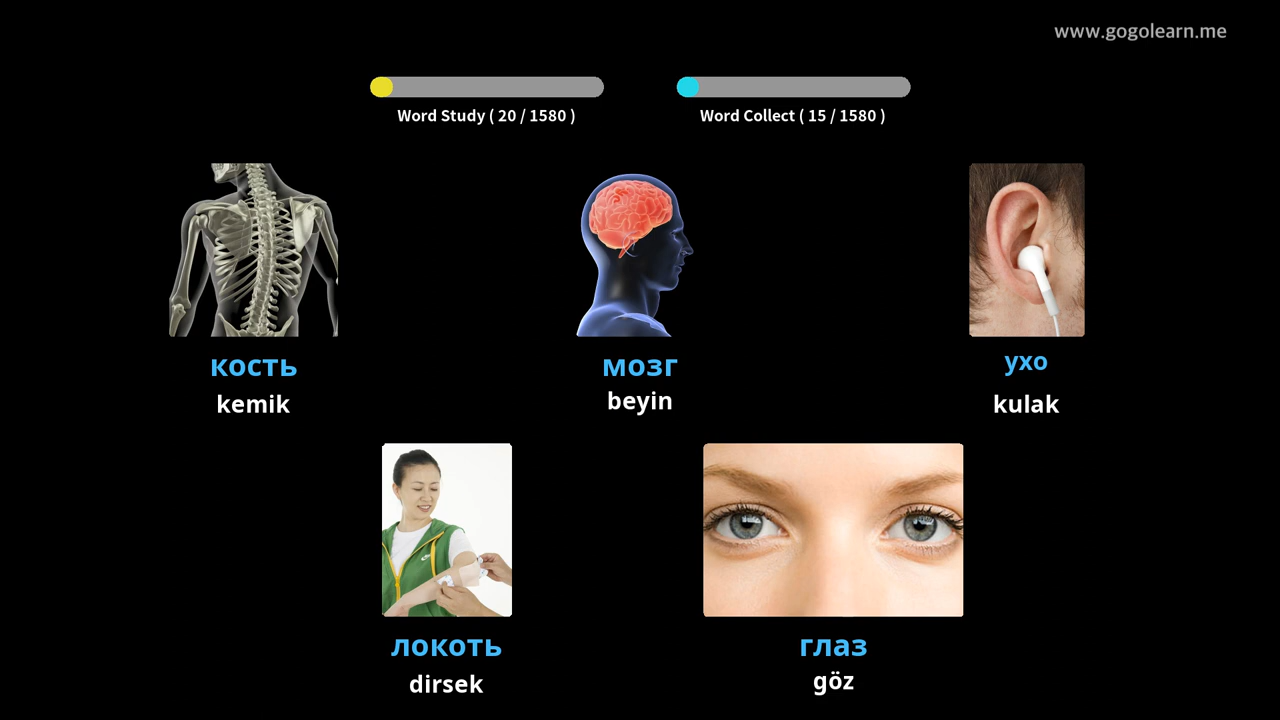 www.gogolearn.me
Word Study ( 20 / 1580 )
Word Collect ( 15 / 1580 )
кость
мозг
ухо
kemik
beyin
kulak
локоть
глаз
dirsek
göz